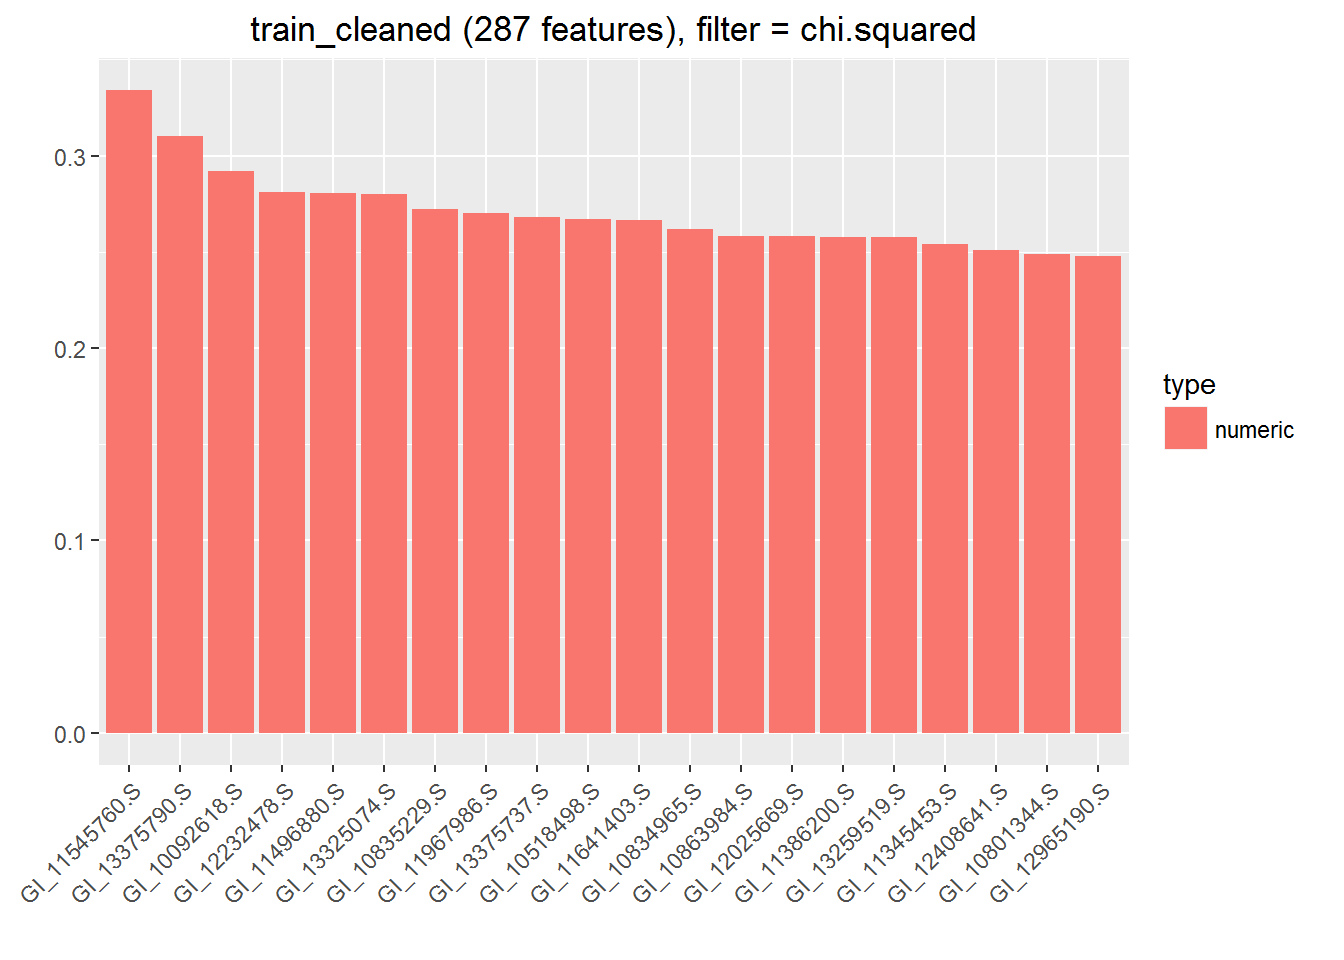 train_cleaned (287 features), filter = chi.squared
0.3
0.2
0.1
0.0
GI_11545760.S
GI_13375790.S
GI_10092618.S
GI_12232478.S
GI_11496880.S
GI_13325074.S
GI_10835229.S
GI_11967986.S
GI_13375737.S
GI_10518498.S
GI_11641403.S
GI_10834965.S
GI_10863984.S
GI_12025669.S
GI_11386200.S
GI_13259519.S
GI_11345453.S
GI_12408641.S
GI_10801344.S
GI_12965190.S
type
numeric